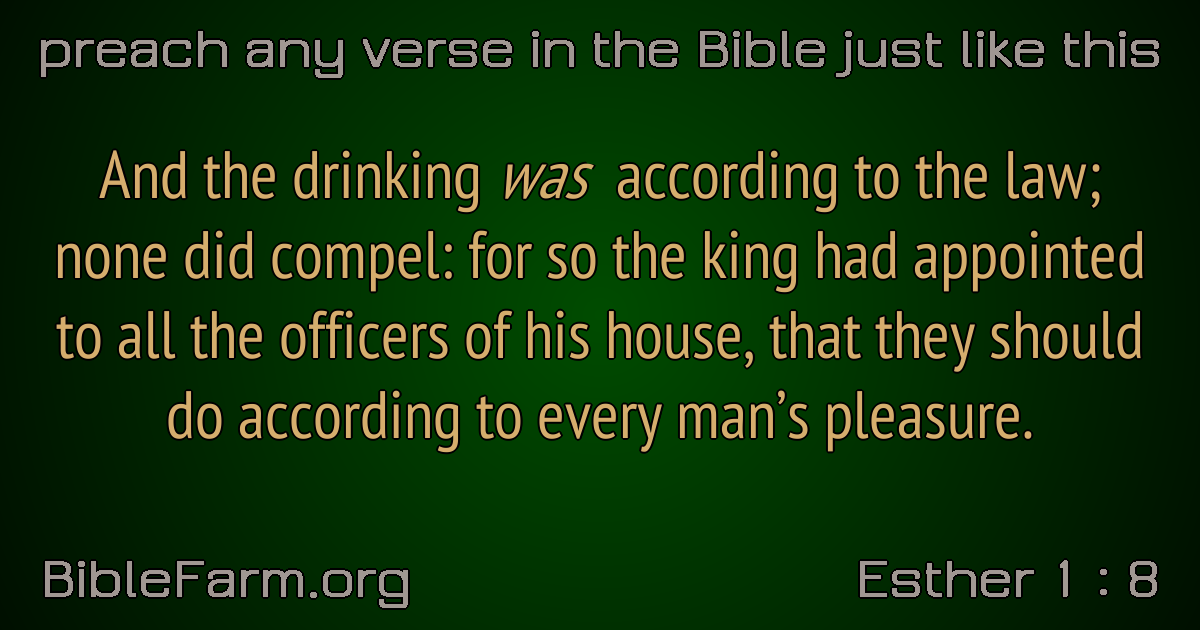 preach any verse in the Bible just like this
And the drinking was according to the law;
none did compel: for so the king had appointed
to all the officers of his house, that they should
do according to every man’s pleasure.
BibleFarm.org
Esther 1 : 8